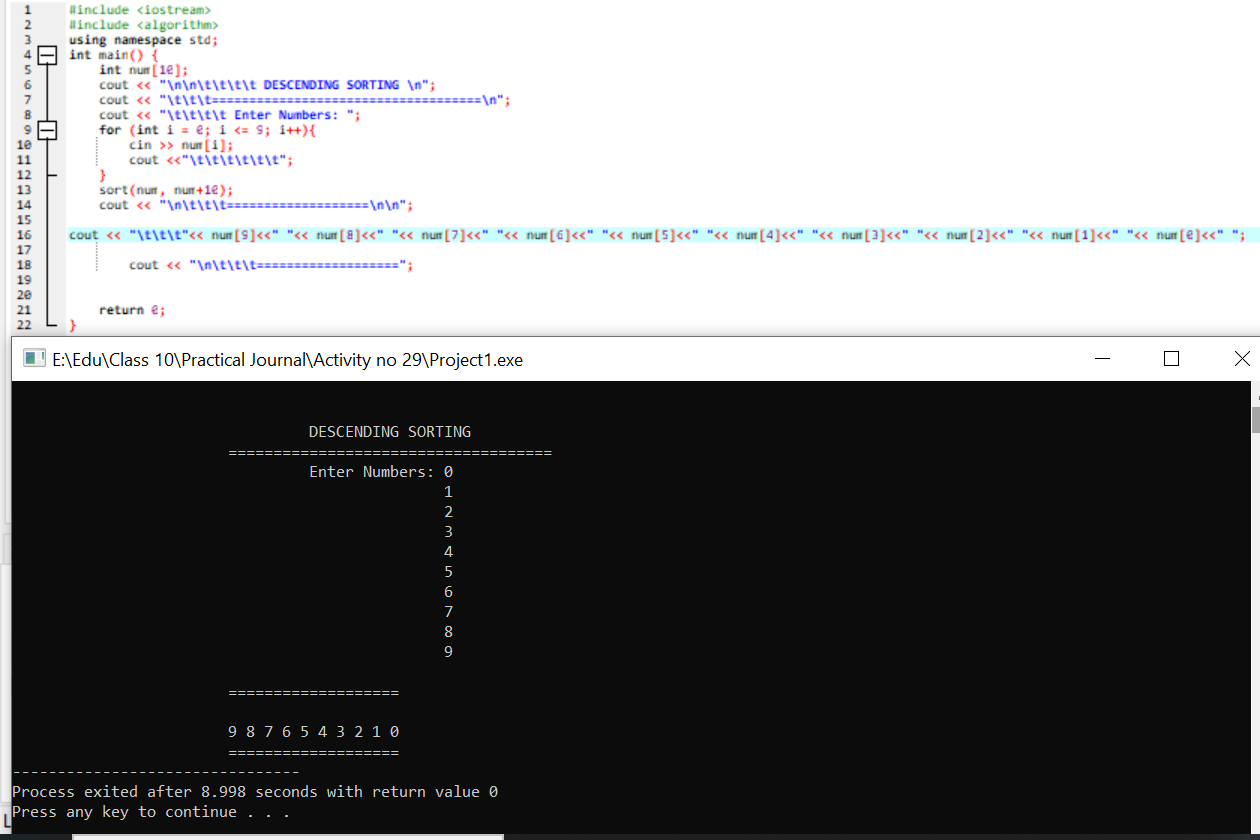 1 #include <iostream>
2 #include <algorithm>
3 using namespace std;
4 int main() {
5 int num[10];
6 cout << "\n\n\t\t\t\t DESCENDING SORTING \n";
7 cout << "\t\t\t====================================\n";
8 cout << "\t\t\t\t Enter Numbers: ";
9 for (int i = 0; i <= 9; i++){
10 cin >> num[i];
11 cout <<"\t\t\t\t\t\t";
12 }
13 sort(num, num+10);
14 cout << "\n\t\t\t===================\n\n";
15
16 cout << "\t\t\t"<< num[9]<<" "<< num[8]<<" "<< num[7]<<" "<< num[6]<<" "<< num[5]<<" "<< num[4]<<" "<< num[3]<<" "<< num[2]<<" "<< num[1]<<" "<< num[0]<<" ";
17
18 cout << "\n\t\t\t===================";
19
20
21 return 0;
22 }
E:\Edu\Class 10\Practical Journal\Activity no 29\Project1.exe
DESCENDING SORTING
====================================
Enter Numbers: 0
1
2
3
4
5
6
7
8
9
===================
9 8 7 6 5 4 3 2 1 0
===================
--------------------------------
Process exited after 8.998 seconds with return value 0
Press any key to continue . . .